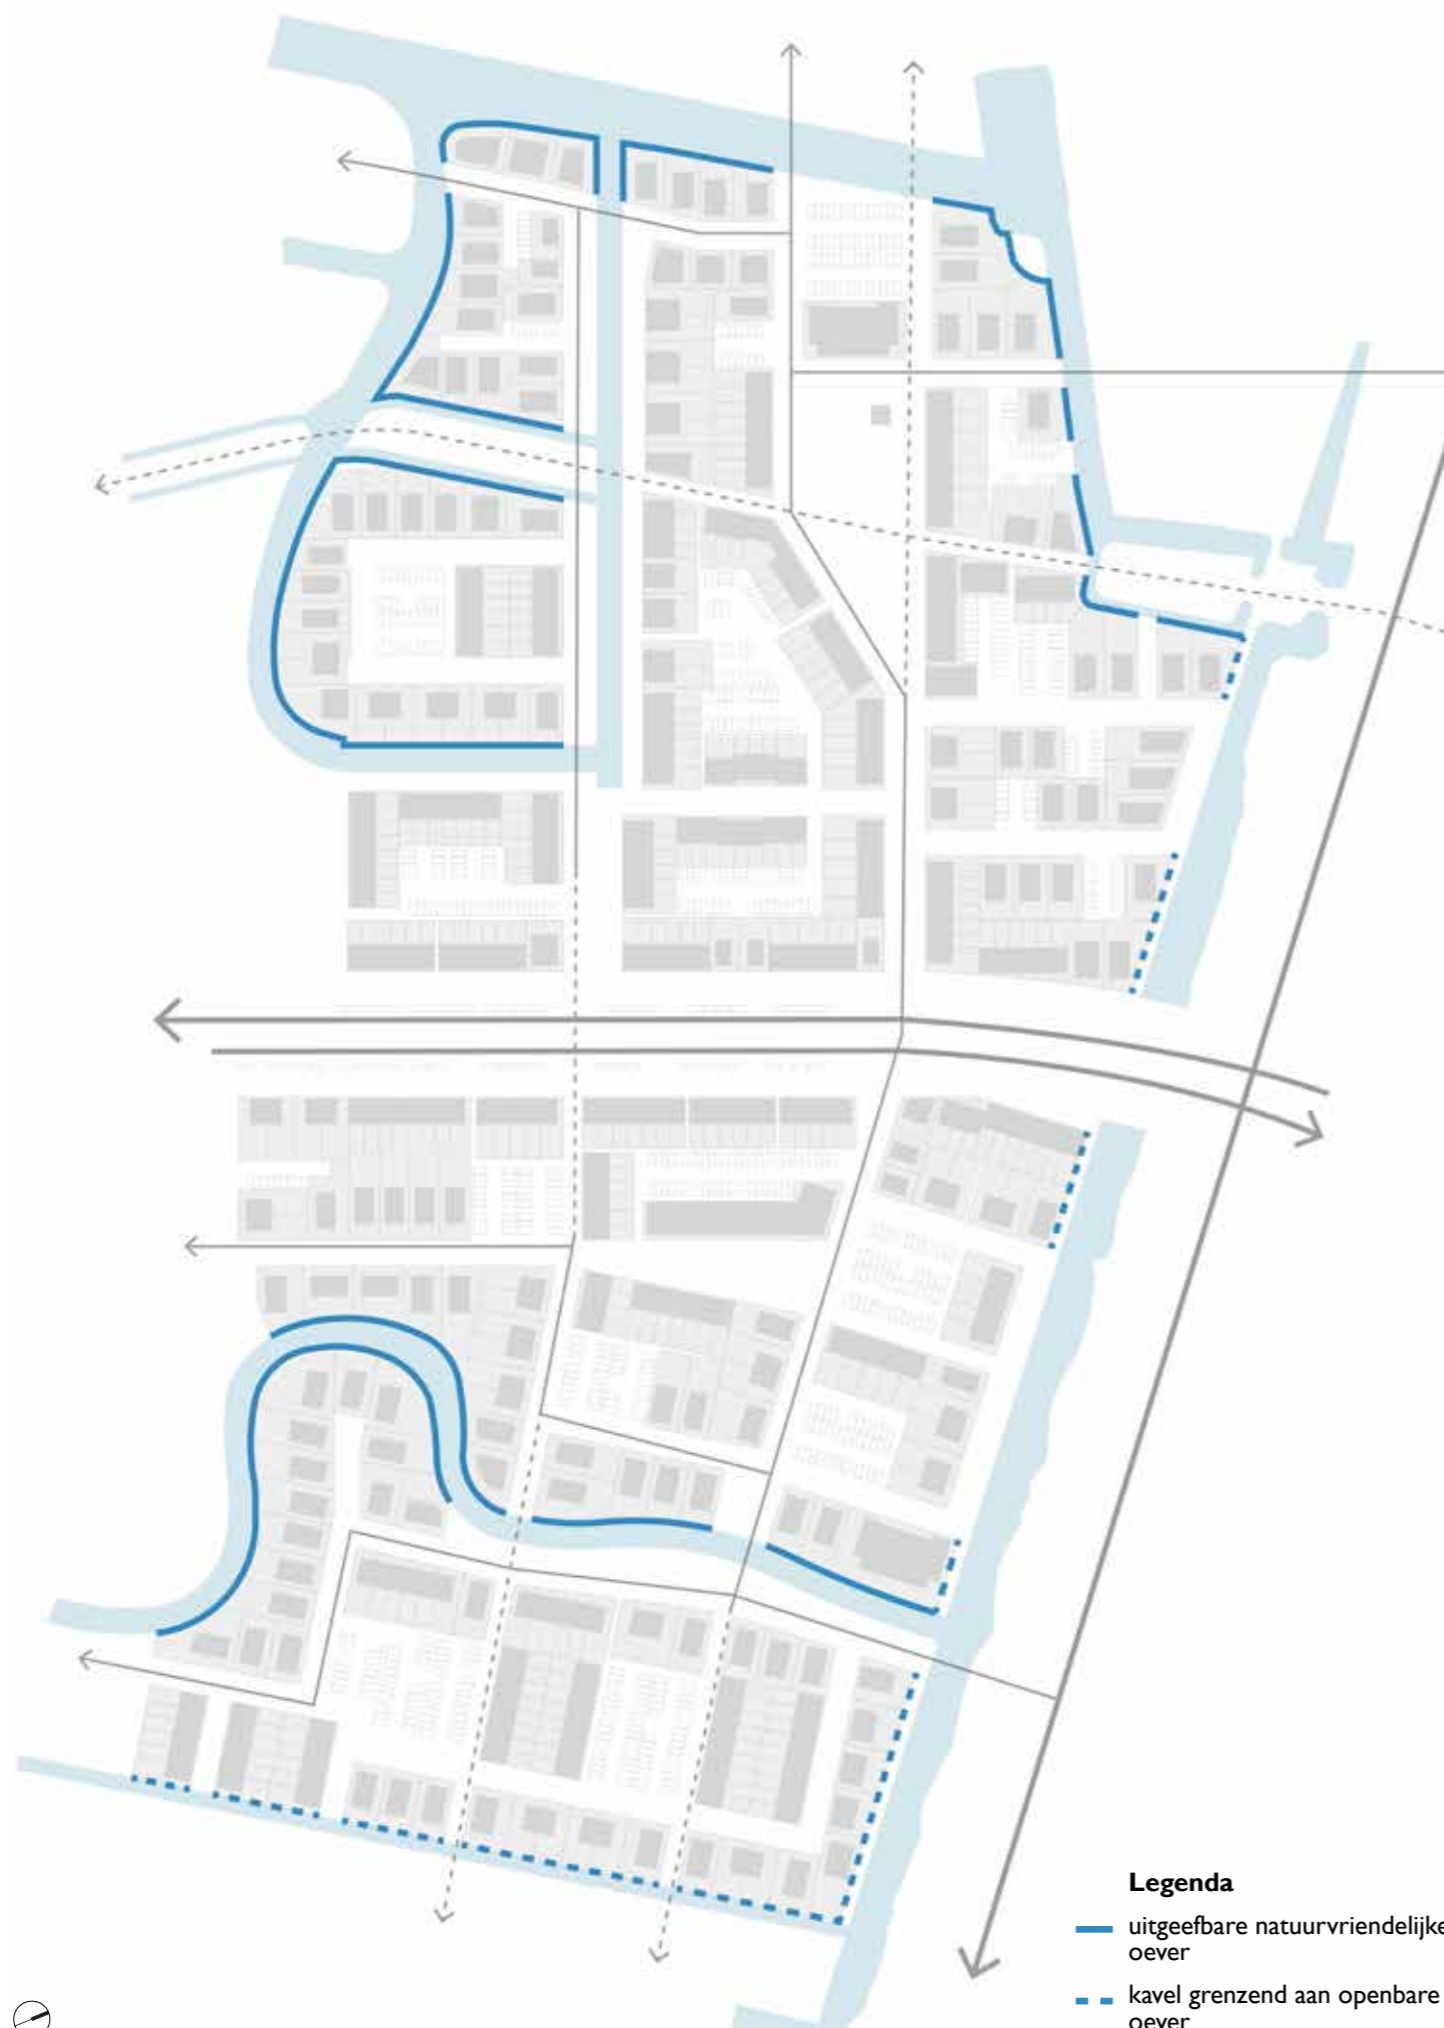 Legenda
uitgeefbare natuurvriendelijke
oever
kavel grenzend aan openbare
oever